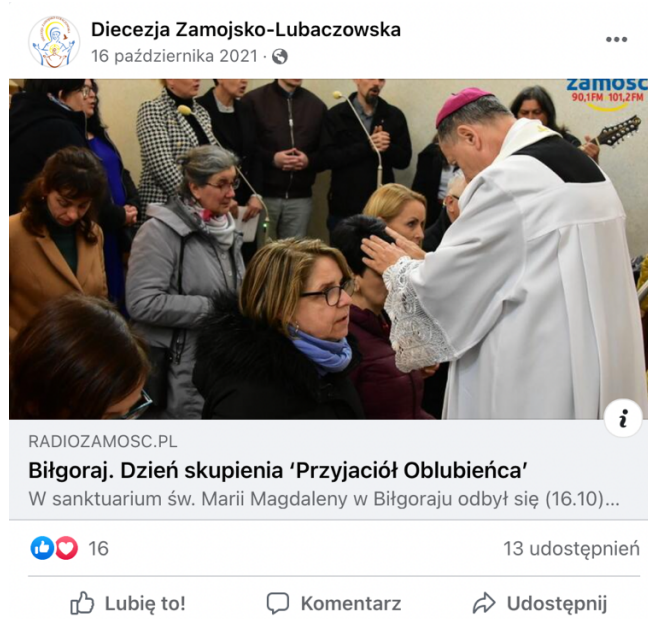 Diecezja Zamojsko-Lubaczowska
16 października 2021 ·
zamość
90,1FM 101,2FM
RADIOZAMOSC.PL
Biłgoraj. Dzień skupienia ‘Przyjaciół Oblubieńca’
W sanktuarium św. Marii Magdaleny w Biłgoraju odbył się (16.10)...
16
13 udostępnień
Lubię to!
Komentarz
Udostępnij